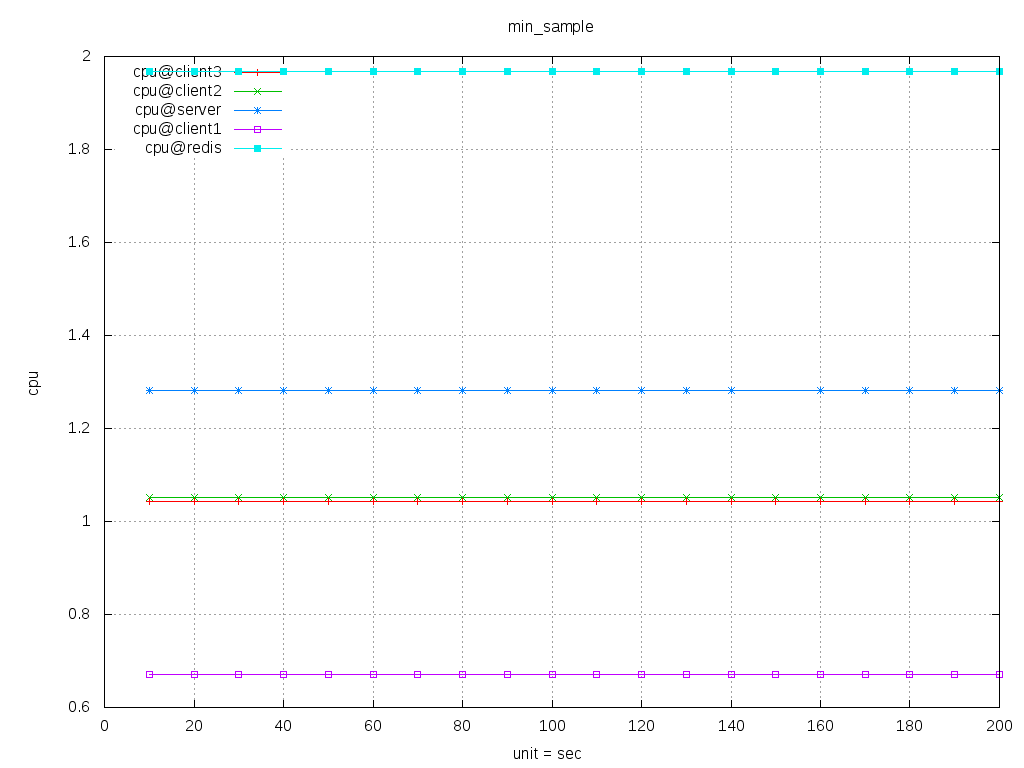 min_sample
2
cpu@client3
cpu@client2
cpu@server
cpu@client1
cpu@redis
1.8
1.6
1.4
cpu
1.2
1
0.8
0.6
0 20 40 60 80 100 120 140 160 180 200
unit = sec